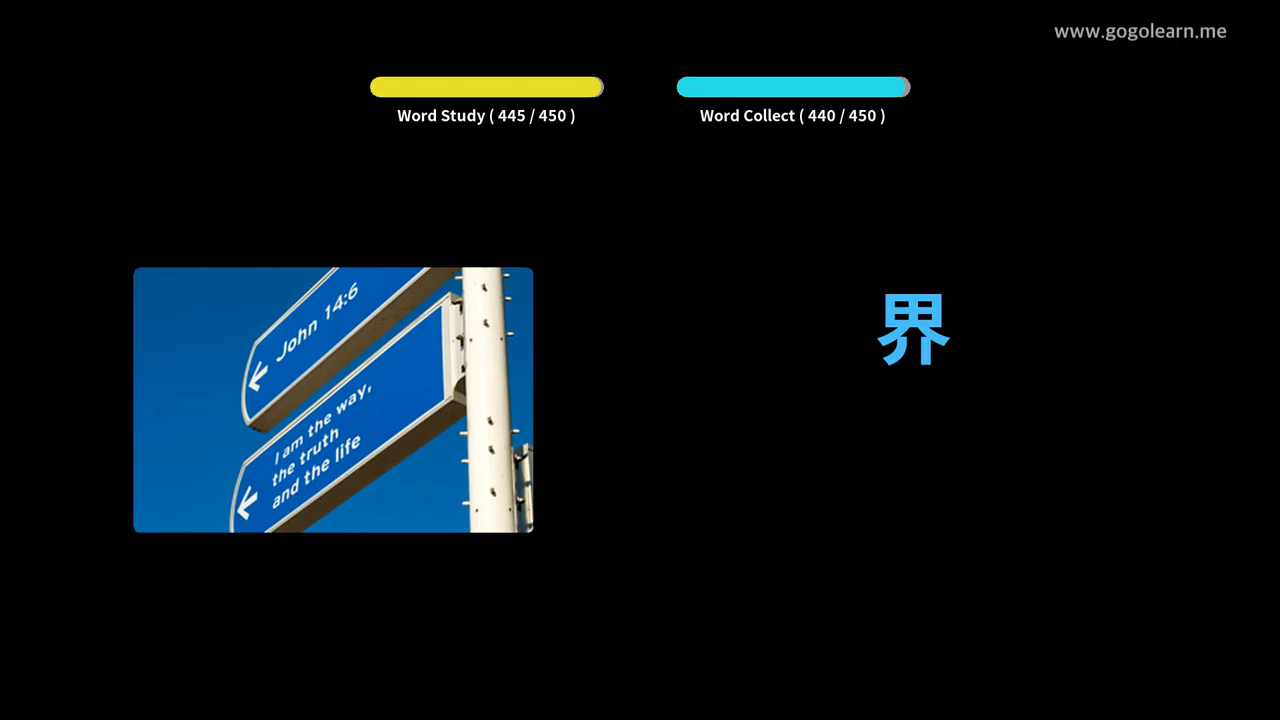 www.gogolearn.me
Word Study ( 445 / 450 )
Word Collect ( 440 / 450 )
John 14:6
I am the way,
the truth
and the life
界